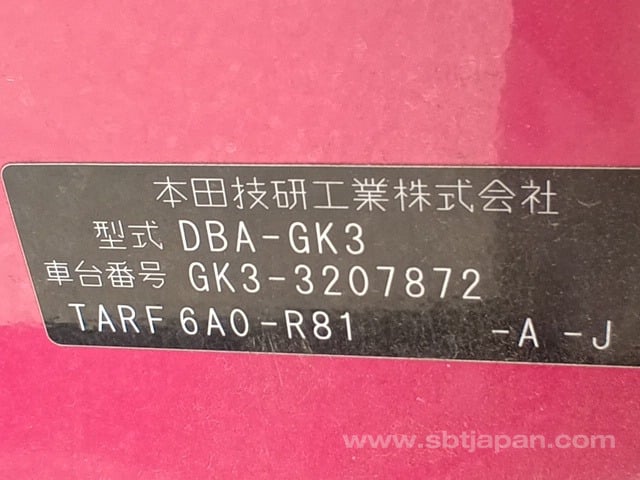 本田技研工業株式会社
型式 DBA-GK3
車台番号 GK3-3207872
TARF 6A0-R81 -A -J
www.sbtjapan.com